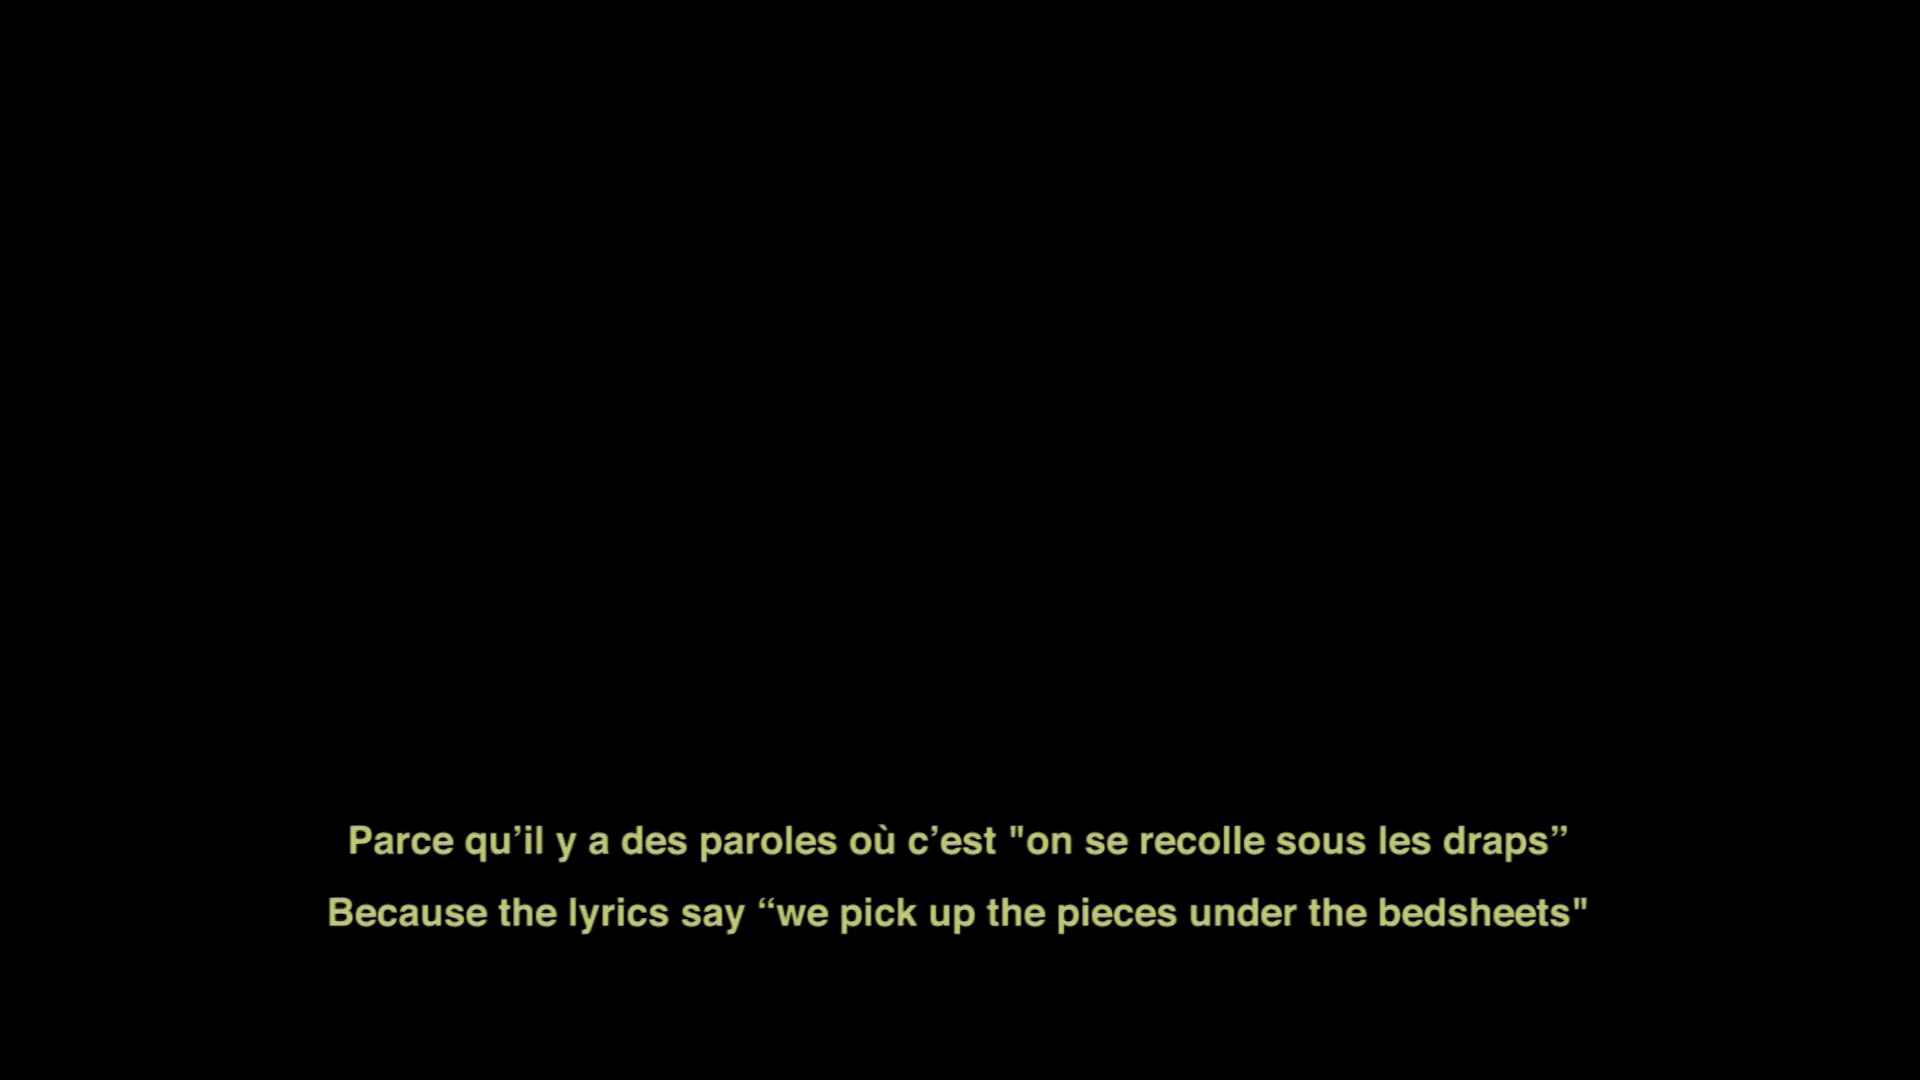 Parce qu’il y a des paroles où c’est "on se recolle sous les draps”
Because the lyrics say “we pick up the pieces under the bedsheets"